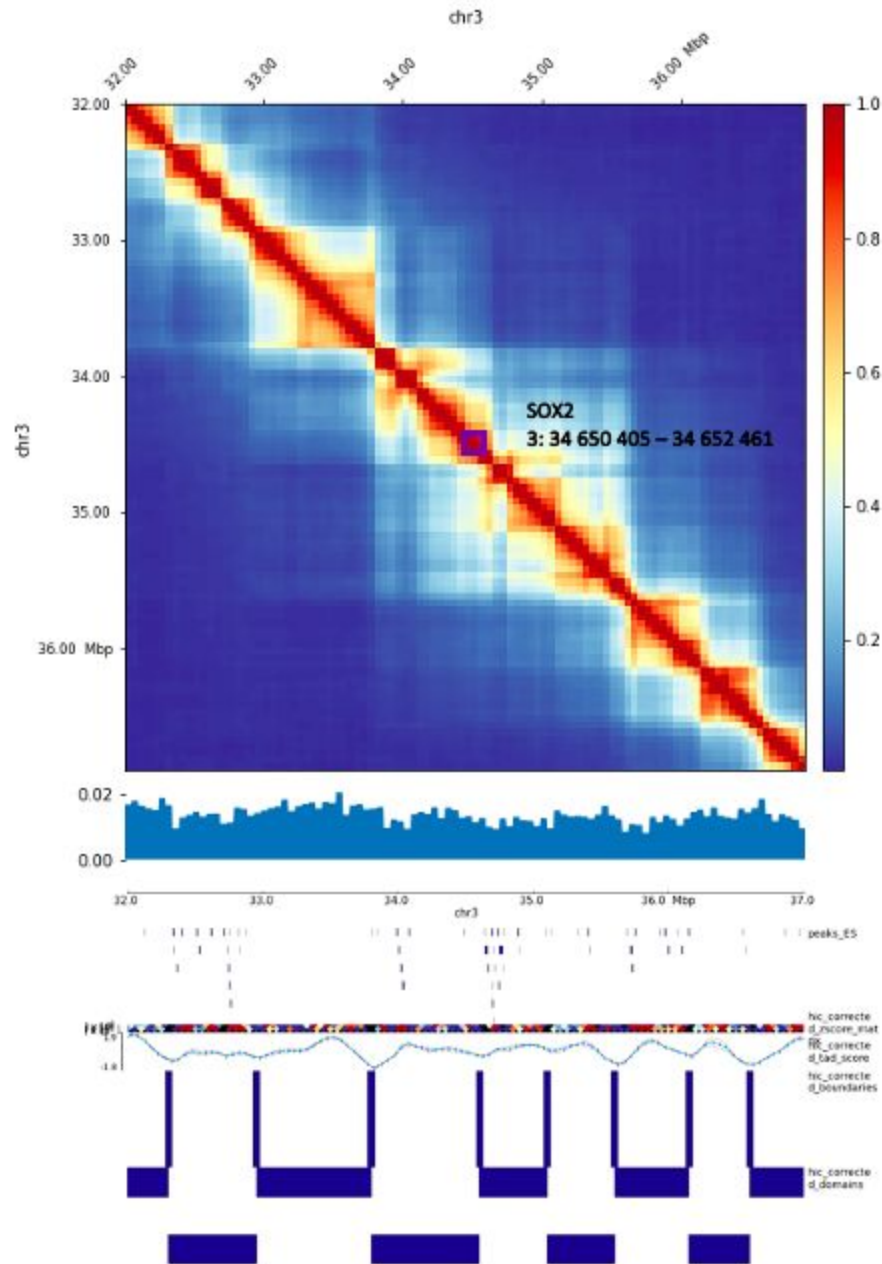 chr3
32.00 33.00 34.00 35.00 36.00 Mbp
32.00
33.00
34.00
35.00
36.00 Mbp
chr3
SOX2
3: 34 650 405 – 34 652 461
1.0
0.8
0.6
0.4
0.2
0.02
0.00
32.0 33.0 34.0 35.0 36.0 Mbp 37.0
chr3
peaks_ES
hic_correcte
d_zscore_mat
hic_correcte
d_tad_score
-1.8
hic_correcte
d_boundaries
hic_correcte
d_domains